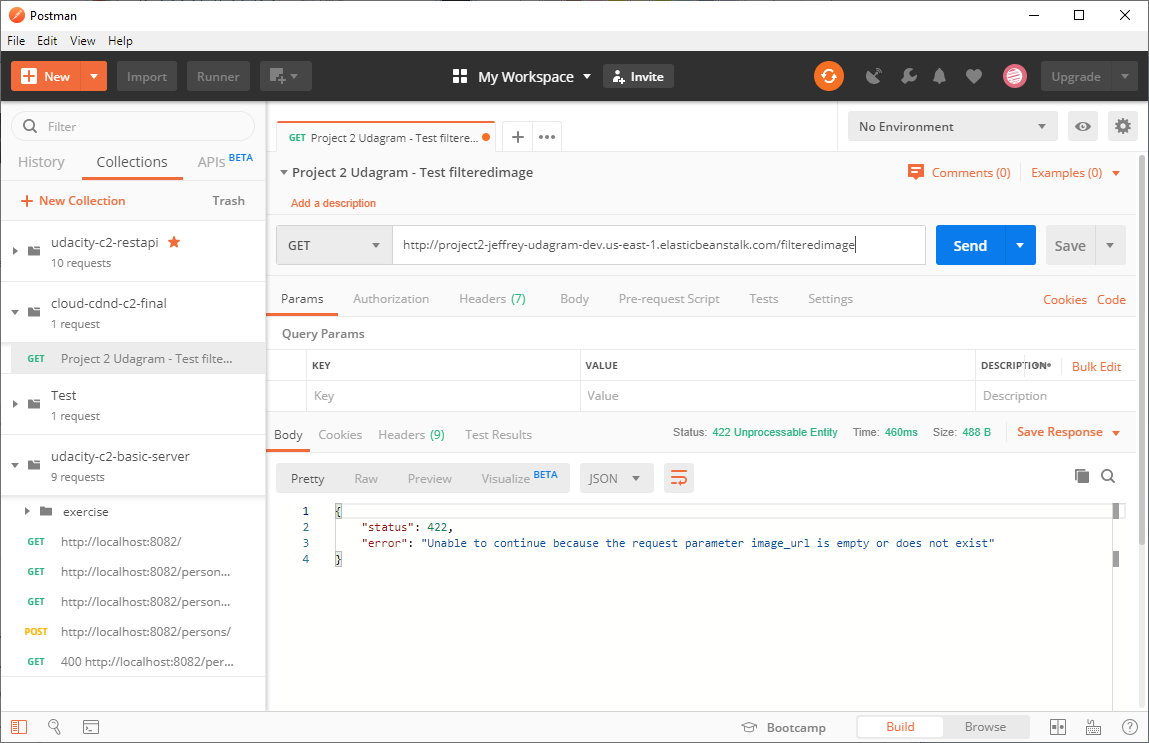 Postman
File Edit View Help
New Import Runner My Workspace Invite Upgrade
Filter
History Collections APIs BETA
New Collection Trash
udacity-c2-restapi
10 requests
cloud-cdnd-c2-final
1 request
GET Project 2 Udagram - Test filte...
Test
1 request
udacity-c2-basic-server
9 requests
exercise
GET http://localhost:8082/
GET http://localhost:8082/person...
GET http://localhost:8082/person...
POST http://localhost:8082/persons/
GET 400 http://localhost:8082/per...
GET Project 2 Udagram - Test filtere...
No Environment
Project 2 Udagram - Test filteredimage
Comments (0) Examples (0)
Add a description
GET http://project2-jeffrey-udagram-dev.us-east-1.elasticbeanstalk.com/filteredimage Send Save
Params Authorization Headers (7) Body Pre-request Script Tests Settings Cookies Code
Query Params
KEY VALUE DESCRIPTION Bulk Edit
Key Value Description
Body Cookies Headers (9) Test Results Status: 422 Unprocessable Entity Time: 460ms Size: 488 B Save Response
Pretty Raw Preview Visualize BETA JSON
1 {
2 "status": 422,
3 "error": "Unable to continue because the request parameter image_url is empty or does not exist"
4 }
Bootcamp Build Browse